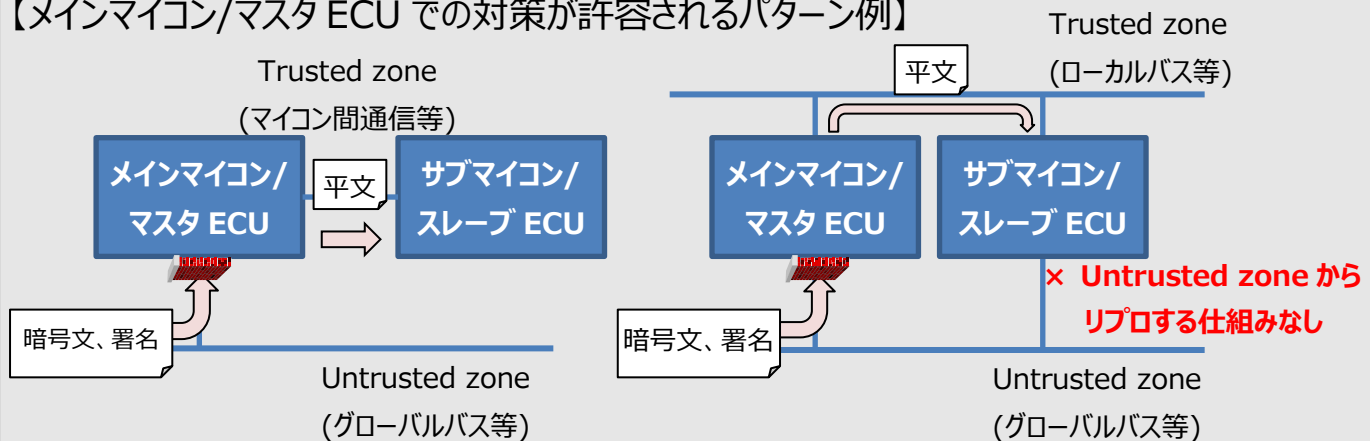 【メインマイコン/マスタ ECU での対策が許容されるパターン例】
Trusted zone
(マイコン間通信等)
メインマイコン/
マスタ ECU
平文
サブマイコン/
スレーブ ECU
暗号文、署名
Untrusted zone
(グローバルバス等)
Trusted zone
(ローカルバス等)
平文
メインマイコン/
マスタ ECU
サブマイコン/
スレーブ ECU
× Untrusted zone から
リプロする仕組みなし
暗号文、署名
Untrusted zone
(グローバルバス等)